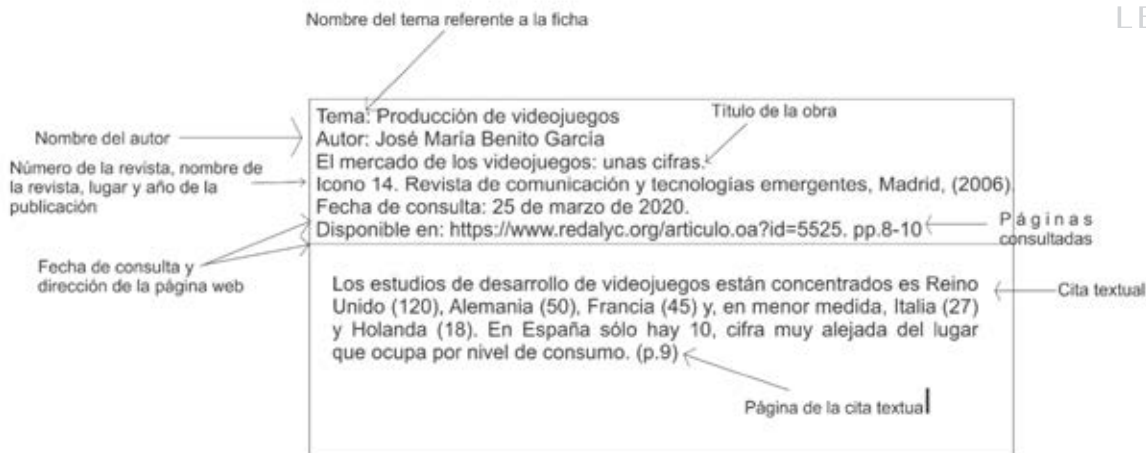 Nombre del tema referente a la ficha
LE
Tema: Producción de videojuegos
Título de la obra
Nombre del autor
Autor: José María Benito García
El mercado de los videojuegos: unas cifras.
Número de la revista, nombre de
la revista, lugar y año de la
publicación
Icono 14. Revista de comunicación y tecnologías emergentes, Madrid, (2006).
Fecha de consulta: 25 de marzo de 2020.
Disponible en: https://www.redalyc.org/articulo.oa?id=5525. pp.8-10
Páginas
consultadas
Fecha de consulta y
dirección de la página web
Los estudios de desarrollo de videojuegos están concentrados es Reino
Unido (120), Alemania (50), Francia (45) y, en menor medida, Italia (27)
y Holanda (18). En España sólo hay 10, cifra muy alejada del lugar
que ocupa por nivel de consumo. (p.9)
Cita textual
Página de la cita textual